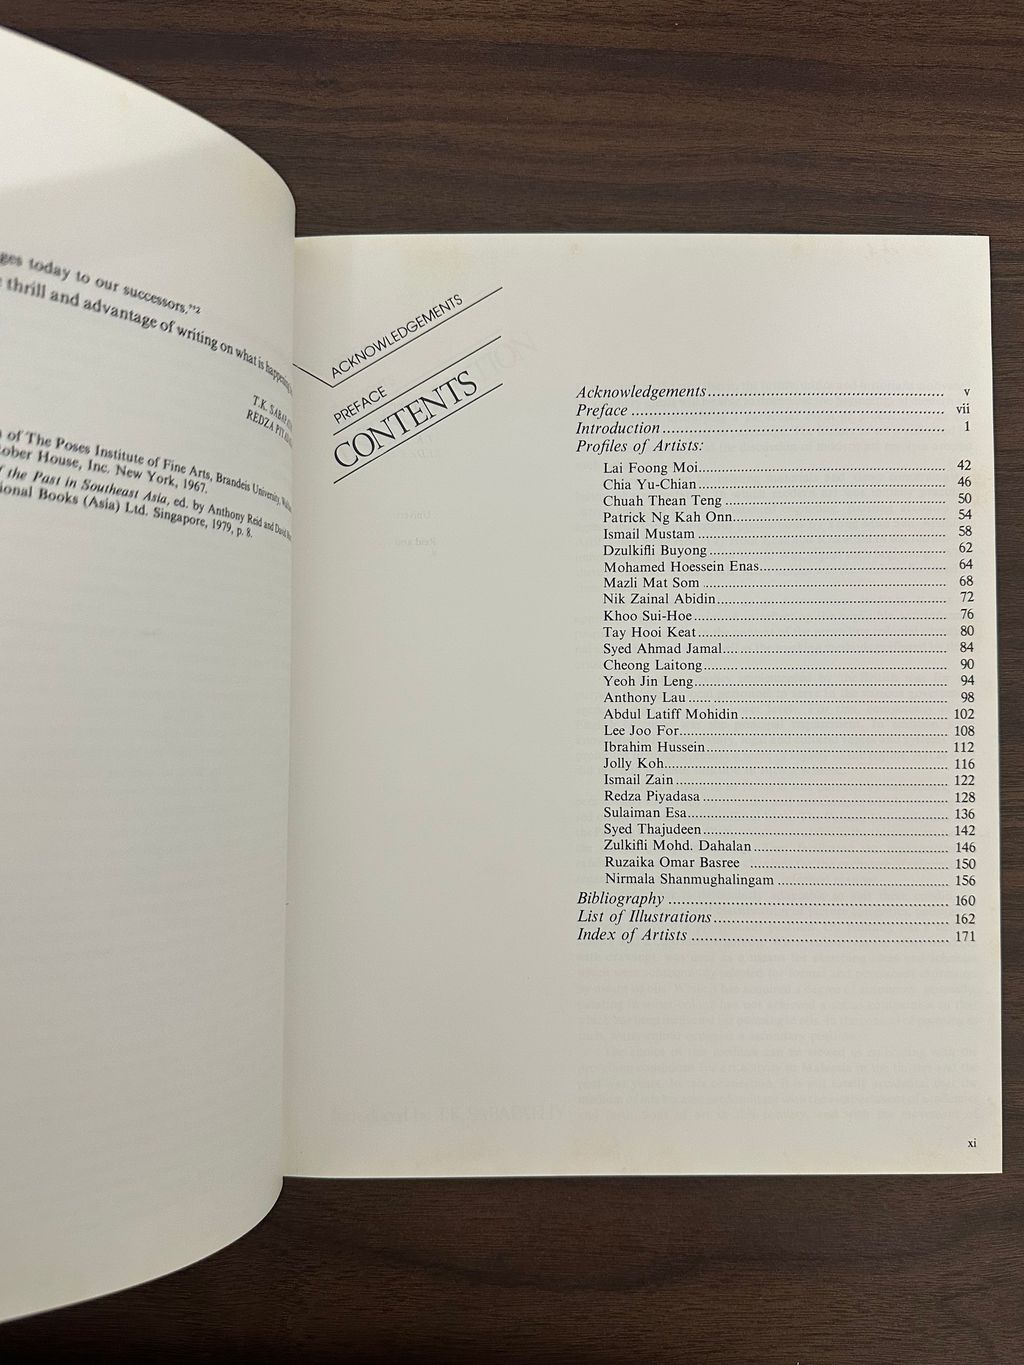 ges today to our successors."²
thrill and advantage of writing on what is happening
T.K. SABAPA
REDZA PIYADA
of The Poses Institute of Fine Arts, Brandeis University,
ober House, Inc. New York, 1967.
the Past in Southeast Asia, ed. by Anthony Reid and David
ional Books (Asia) Ltd. Singapore, 1979, p. 8.
ACKNOWLEDGEMENTS
PREFACE
CONTENTS
Acknowledgements v
Preface vii
Introduction 1
Profiles of Artists:
Lai Foong Moi 42
Chia Yu-Chian 46
Chuah Thean Teng 50
Patrick Ng Kah Onn 54
Ismail Mustam 58
Dzulkifli Buyong 62
Mohamed Hoessein Enas 64
Mazli Mat Som 68
Nik Zainal Abidin 72
Khoo Sui-Hoe 76
Tay Hooi Keat 80
Syed Ahmad Jamal 84
Cheong Laitong 90
Yeoh Jin Leng 94
Anthony Lau 98
Abdul Latiff Mohidin 102
Lee Joo For 108
Ibrahim Hussein 112
Jolly Koh 116
Ismail Zain 122
Redza Piyadasa 128
Sulaiman Esa 136
Syed Thajudeen 142
Zulkifli Mohd. Dahalan 146
Ruzaika Omar Basree 150
Nirmala Shanmughalingam 156
Bibliography 160
List of Illustrations 162
Index of Artists 171
xi